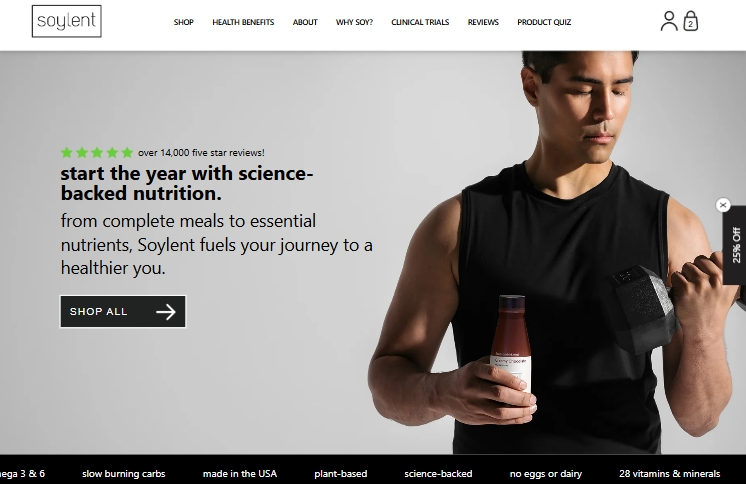 soylent
SHOP HEALTH BENEFITS ABOUT WHY SOY? CLINICAL TRIALS REVIEWS PRODUCT QUIZ
2
over 14,000 five star reviews!
start the year with science-
backed nutrition.
from complete meals to essential
nutrients, Soylent fuels your journey to a
healthier you.
SHOP ALL
25% Off
ega 3 & 6 slow burning carbs made in the USA plant-based science-backed no eggs or dairy 28 vitamins & minerals